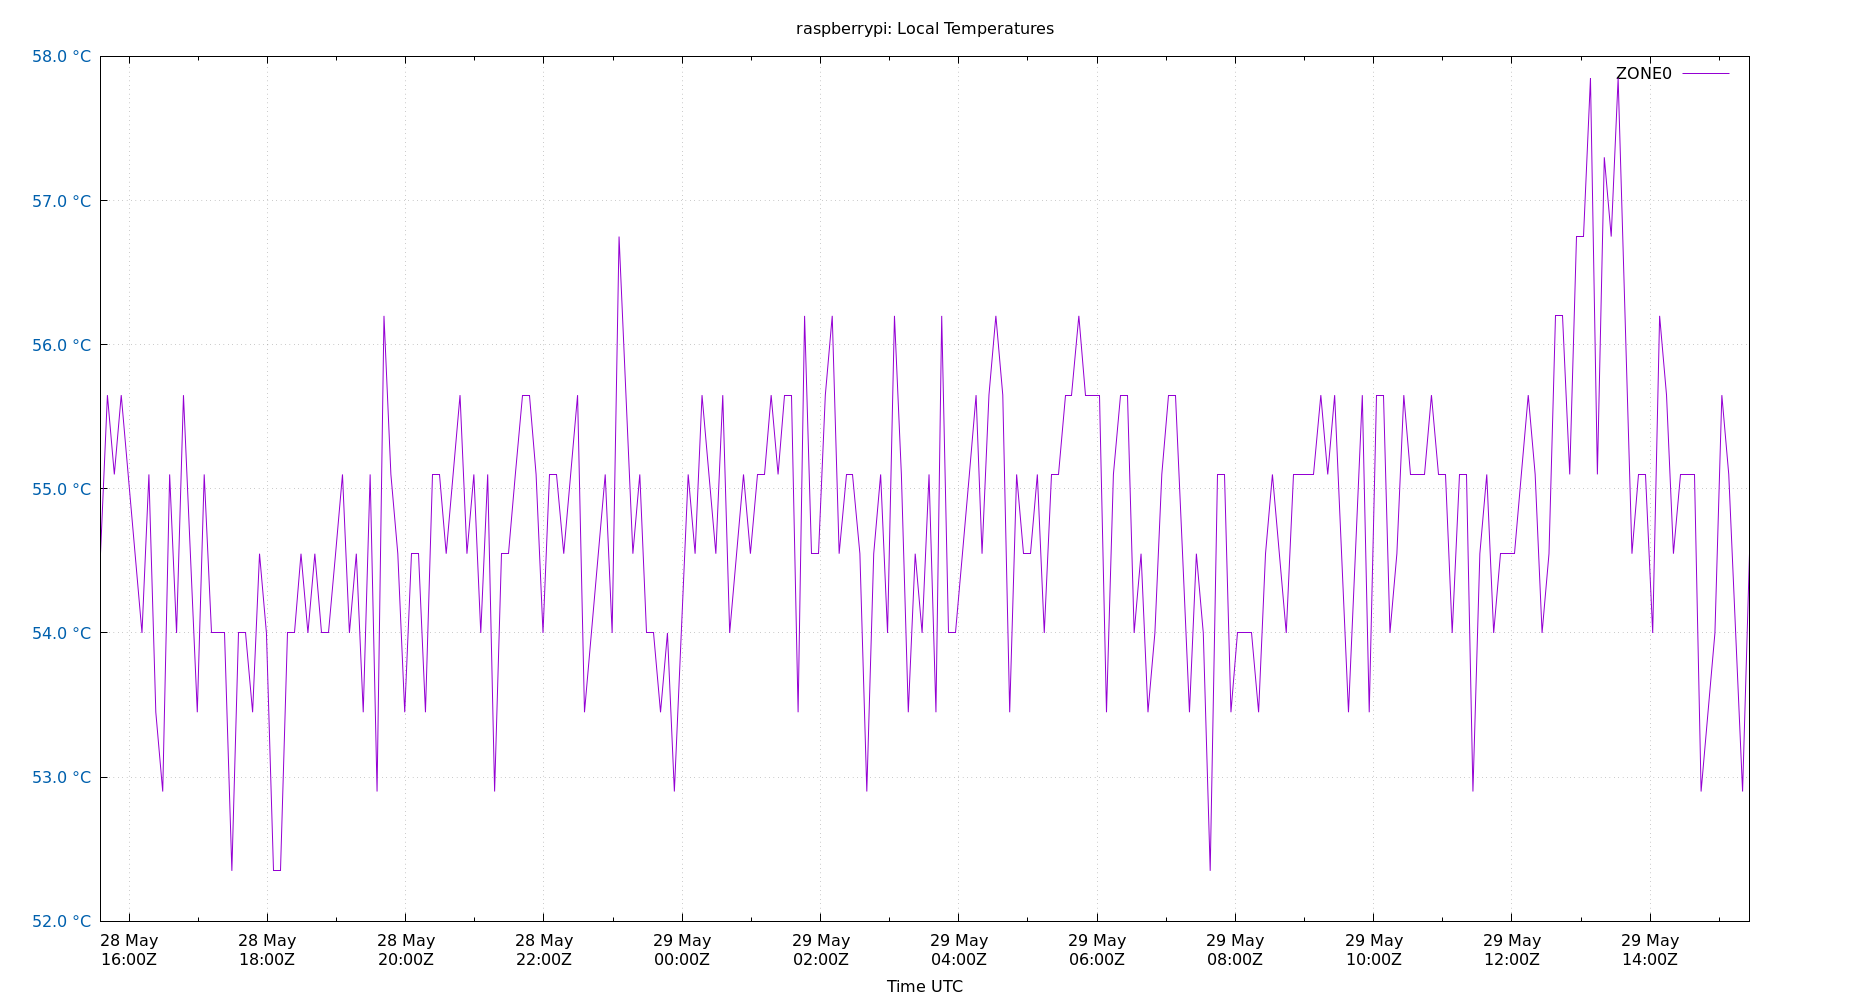 raspberrypi: Local Temperatures
58.0 °C
ZONE0
57.0 °C
56.0 °C
55.0 °C
54.0 °C
53.0 °C
52.0 °C
28 May 28 May 28 May 28 May 29 May 29 May 29 May 29 May 29 May 29 May 29 May 29 May
16:00Z 18:00Z 20:00Z 22:00Z 00:00Z 02:00Z 04:00Z 06:00Z 08:00Z 10:00Z 12:00Z 14:00Z
Time UTC